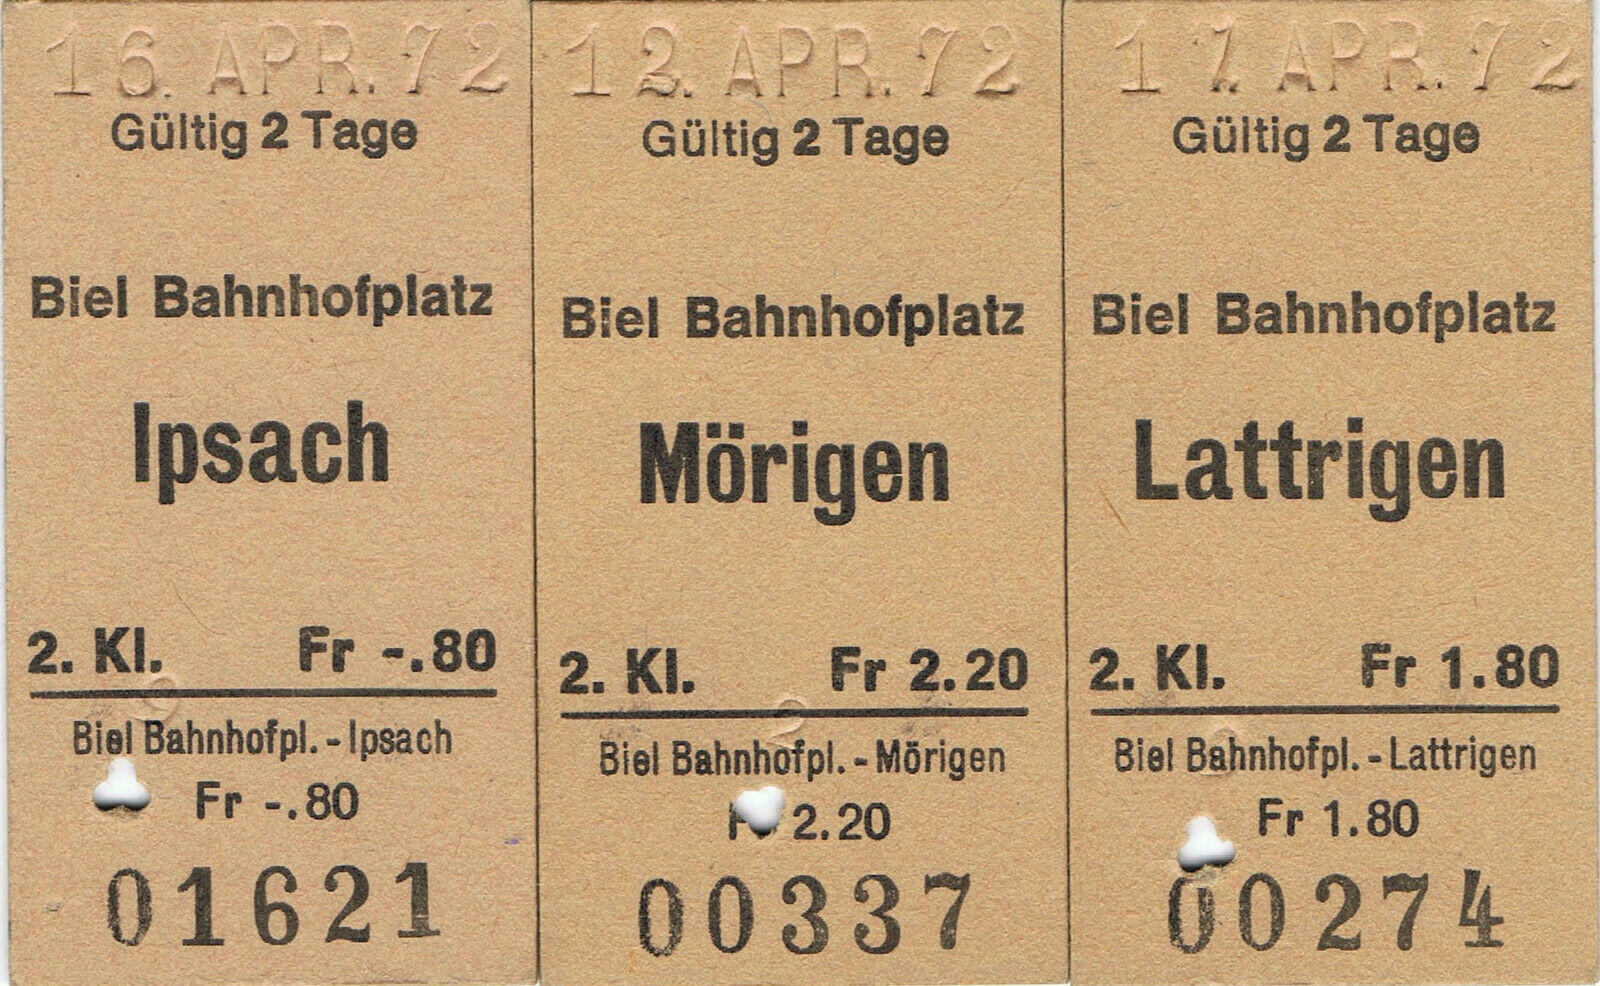 16. APR. 72
Gültig 2 Tage
Biel Bahnhofplatz
Ipsach
2. Kl. Fr -.80
Biel Bahnhofpl. - Ipsach
Fr -.80
01621
12. APR. 72
Gültig 2 Tage
Biel Bahnhofplatz
Mörigen
2. Kl. Fr 2.20
Biel Bahnhofpl. - Mörigen
Fr 2.20
00337
17. APR. 72
Gültig 2 Tage
Biel Bahnhofplatz
Lattrigen
2. Kl. Fr 1.80
Biel Bahnhofpl. - Lattrigen
Fr 1.80
00274